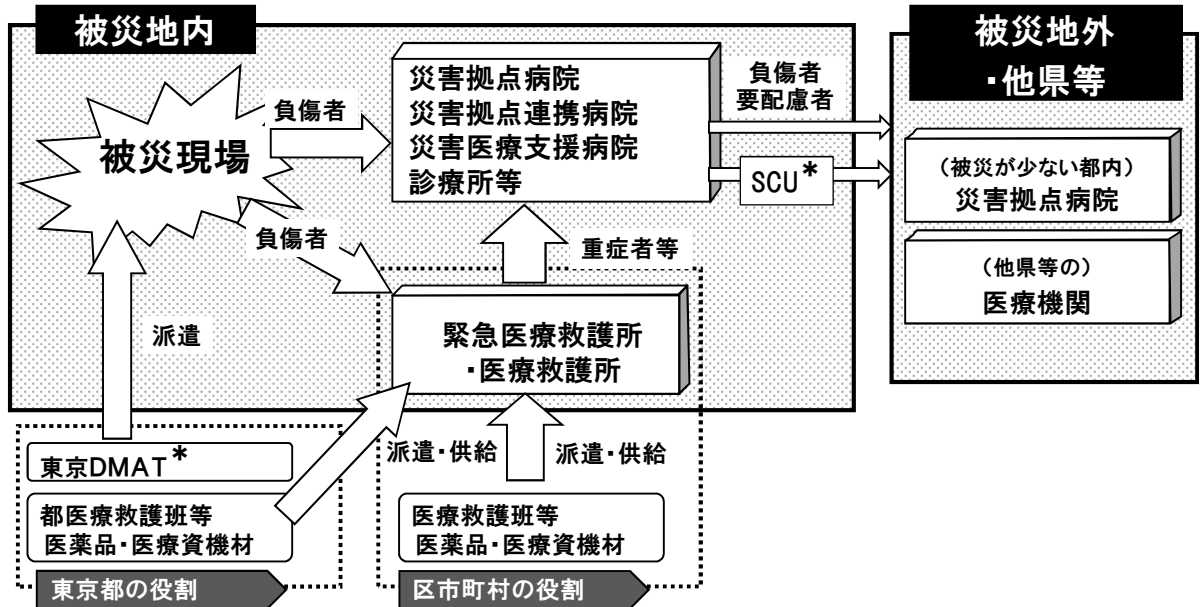 被災地内
被災地外
・他県等
被災現場
負傷者
災害拠点病院
災害拠点連携病院
災害医療支援病院
診療所等
負傷者
要配慮者
SCU*
(被災が少ない都内)
災害拠点病院
(他県等の)
医療機関
負傷者
重症者等
派遣
緊急医療救護所
・医療救護所
派遣・供給
派遣・供給
東京DMAT*
都医療救護班等
医薬品・医療資機材
東京都の役割
医療救護班等
医薬品・医療資機材
区市町村の役割